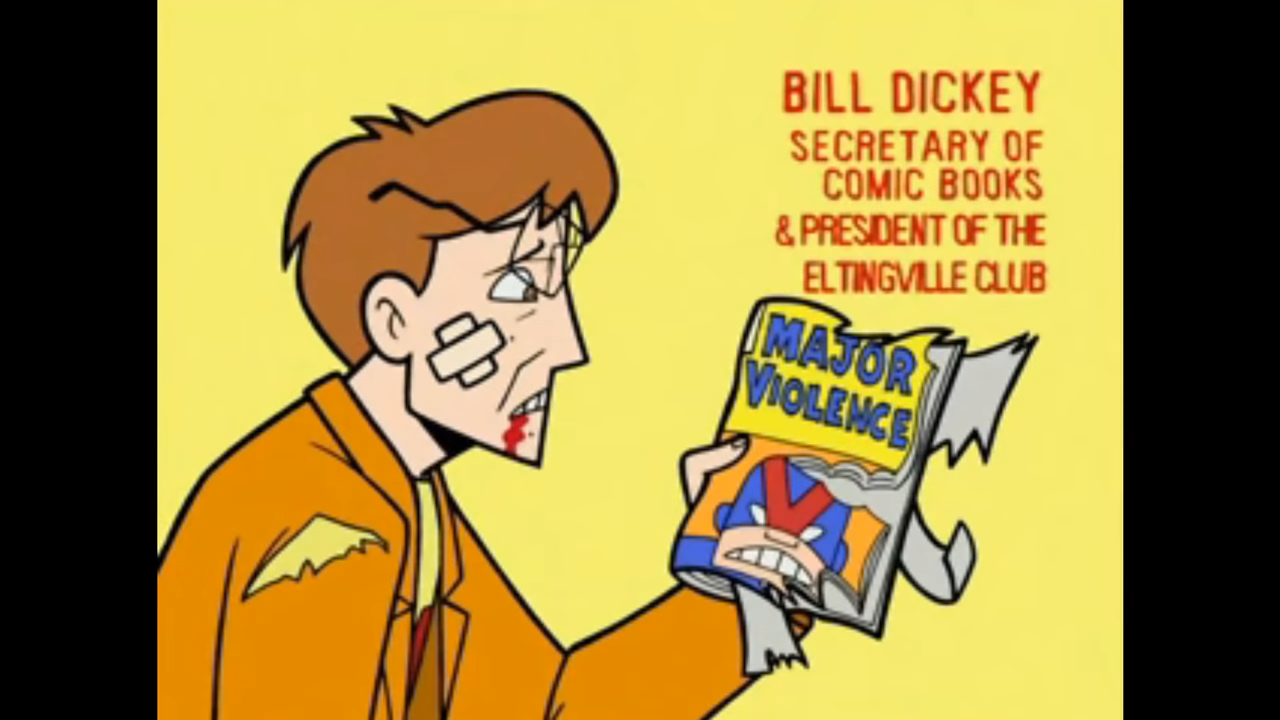 BILL DICKEY
SECRETARY OF
COMIC BOOKS
& PRESIDENT OF THE
ELTINGVILLE CLUB
MAJOR
VIOLENCE
V